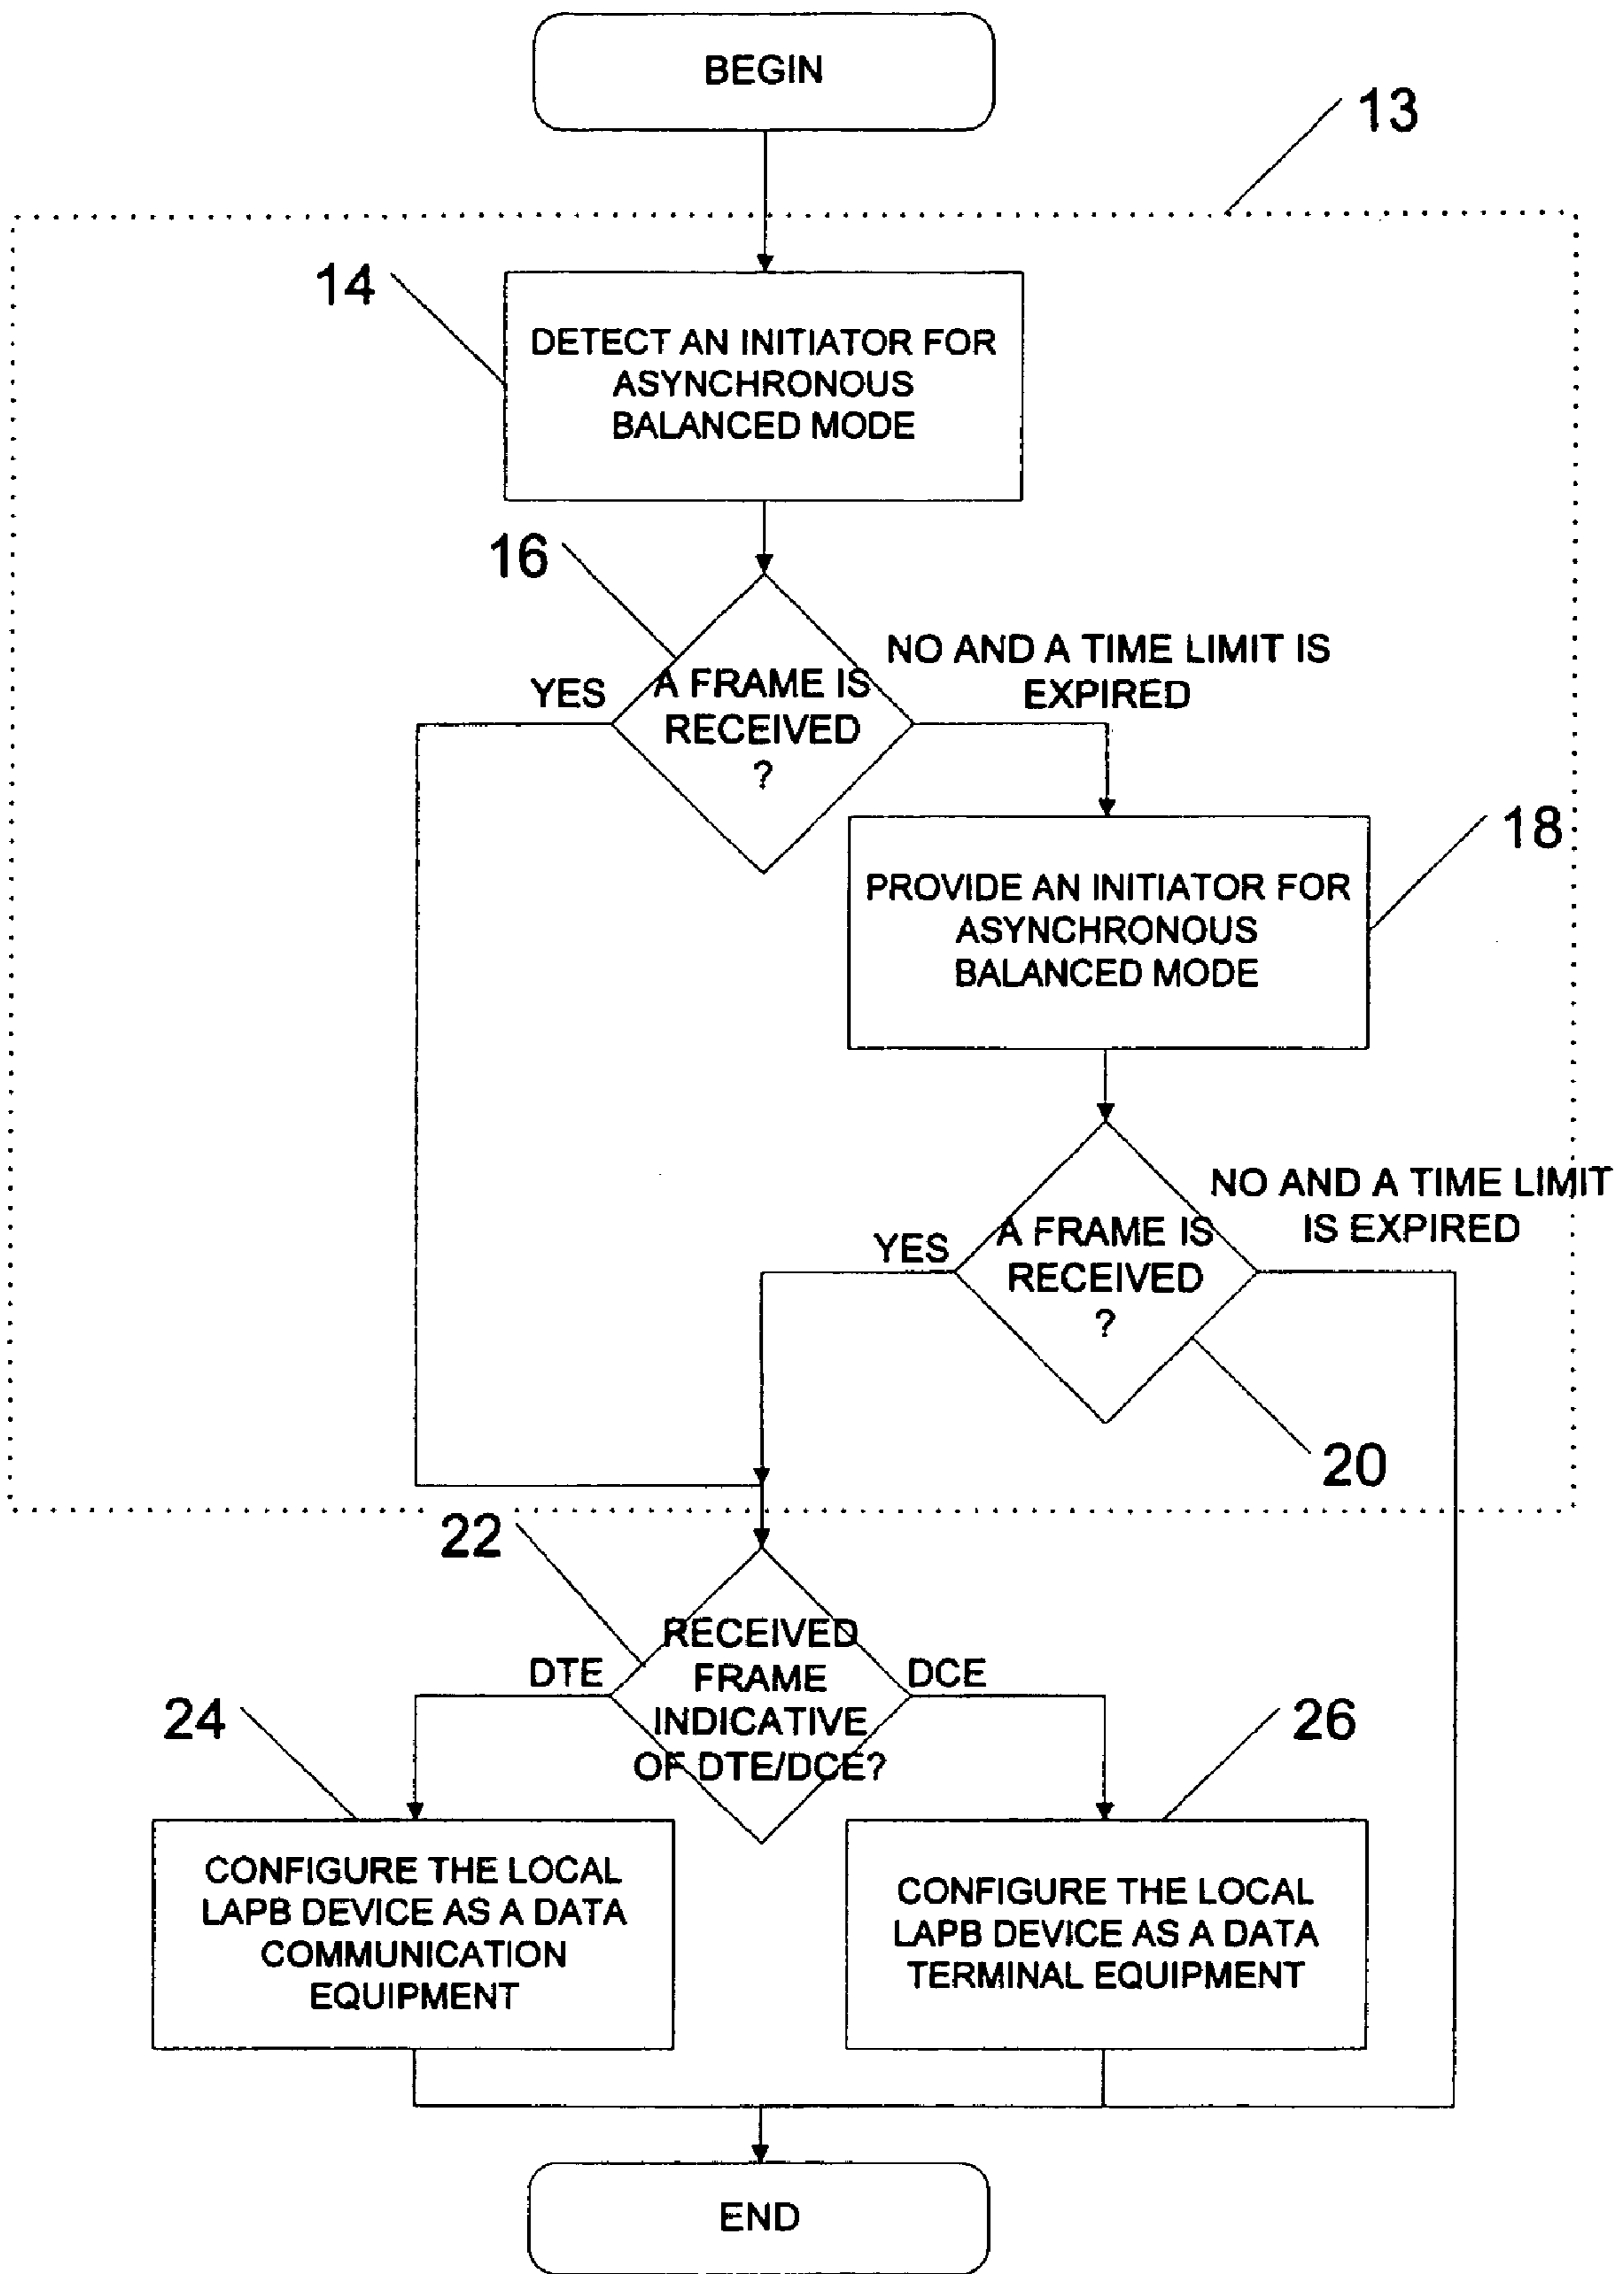 BEGIN
13
14
DETECT AN INITIATOR FOR
ASYNCHRONOUS
BALANCED MODE
16
A FRAME IS
RECEIVED
?
YES
NO AND A TIME LIMIT IS
EXPIRED
18
PROVIDE AN INITIATOR FOR
ASYNCHRONOUS
BALANCED MODE
A FRAME IS
RECEIVED
?
YES
NO AND A TIME LIMIT
IS EXPIRED
20
22
RECEIVED
FRAME
INDICATIVE
OF DTE/DCE?
DTE
DCE
24
CONFIGURE THE LOCAL
LAPB DEVICE AS A DATA
COMMUNICATION
EQUIPMENT
26
CONFIGURE THE LOCAL
LAPB DEVICE AS A DATA
TERMINAL EQUIPMENT
END